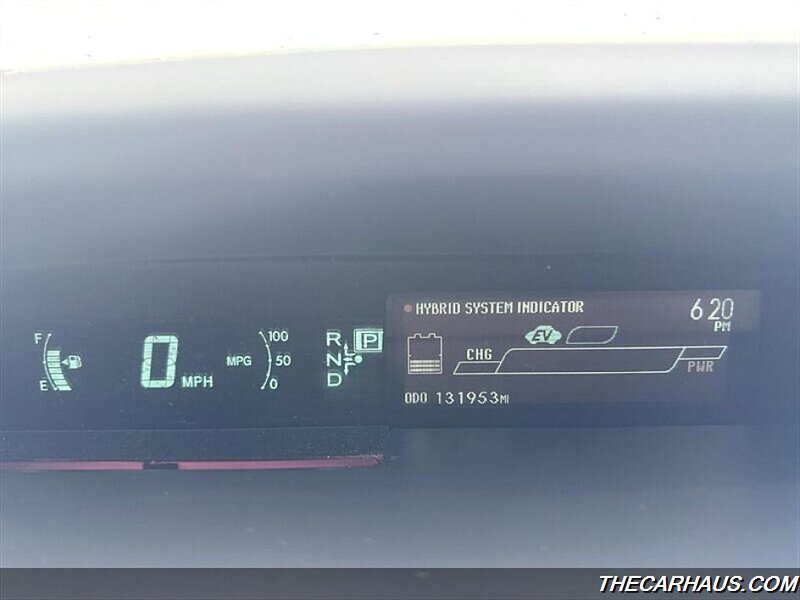 HYBRID SYSTEM INDICATOR 6:20
PM
F
E
0 MPH
MPG
100
50
0
R
N
D
P
EV
CHG
PWR
ODO 131953MI
THECARHAUS.COM